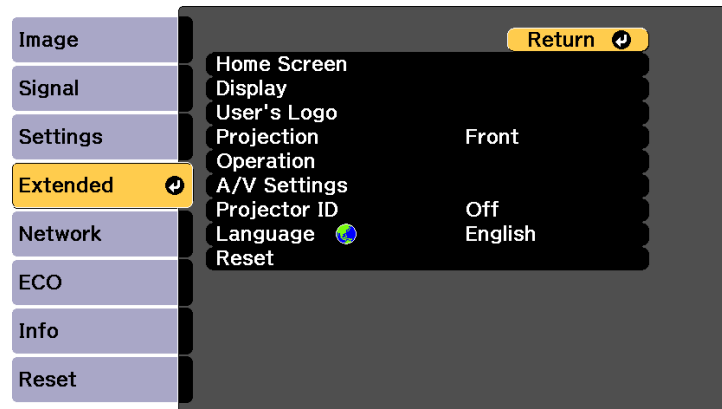 Image
Signal
Settings
Extended
Network
ECO
Info
Reset
Return
Home Screen
Display
User's Logo
Projection Front
Operation
A/V Settings
Projector ID Off
Language English
Reset